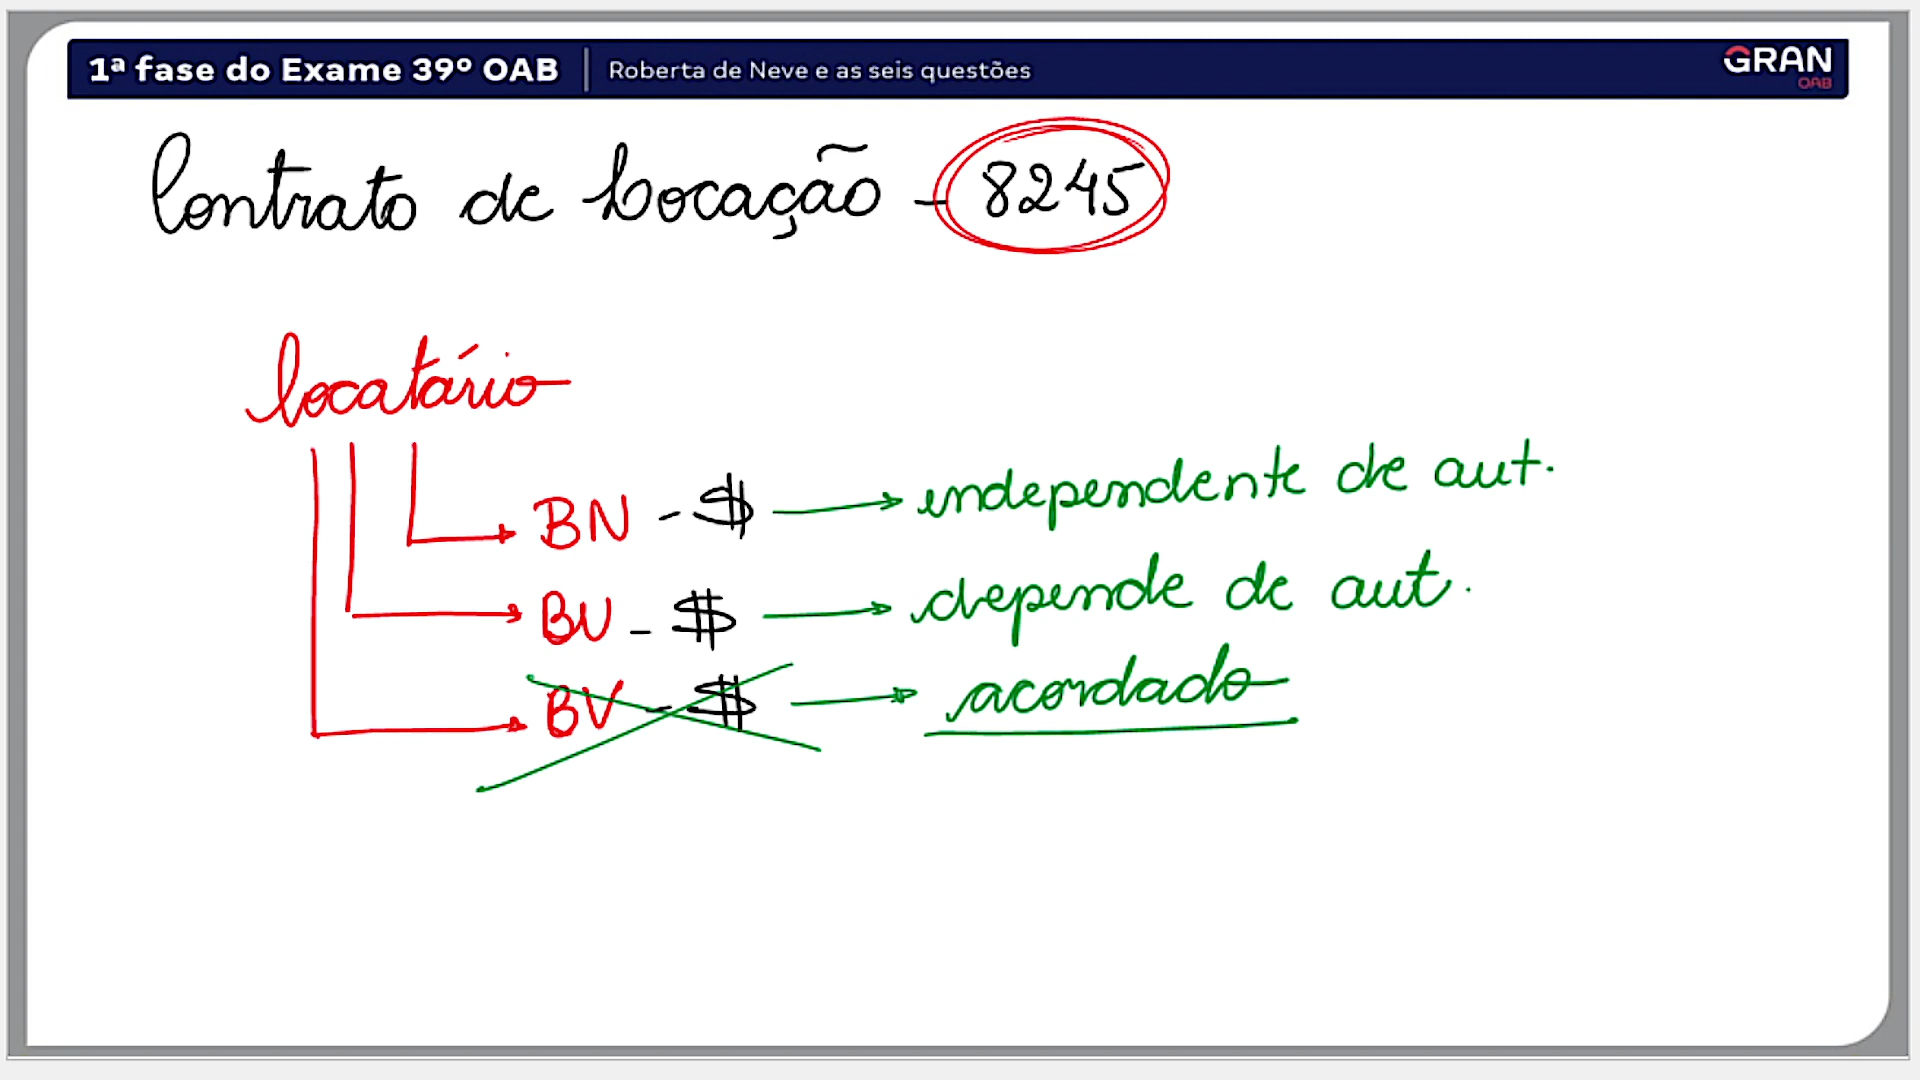 1ª fase do Exame 39º OAB | Roberta de Neve e as seis questões
GRAN
OAB
Contrato de Locação - 8245
locatário
BN - $ → independente de aut.
BU - $ → depende de aut.
BV - $ → acordado